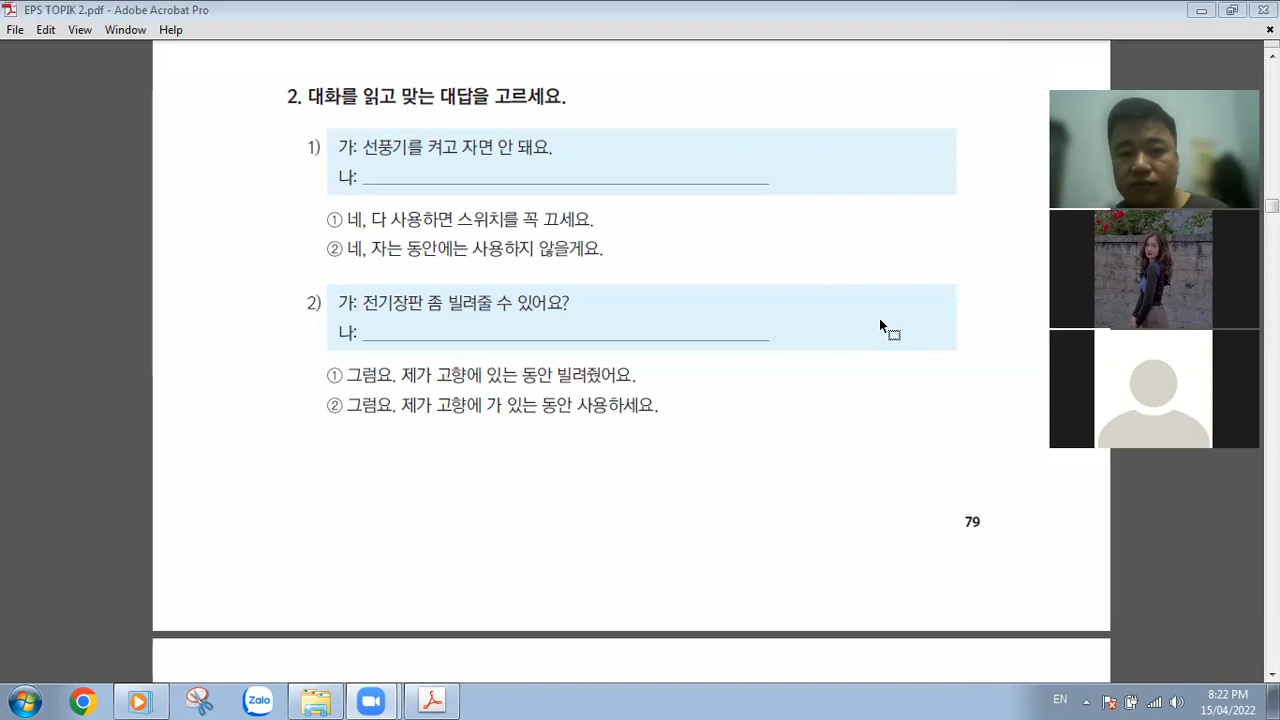 EPS TOPIK 2.pdf - Adobe Acrobat Pro
File Edit View Window Help
2. 대화를 읽고 맞는 대답을 고르세요.
1) 가: 선풍기를 켜고 자면 안 돼요.
나:
① 네, 다 사용하면 스위치를 꼭 끄세요.
② 네, 자는 동안에는 사용하지 않을게요.
2) 가: 전기장판 좀 빌려줄 수 있어요?
나:
① 그럼요. 제가 고향에 있는 동안 빌려줬어요.
② 그럼요. 제가 고향에 가 있는 동안 사용하세요.
79
Zalo
EN
8:22 PM
15/04/2022